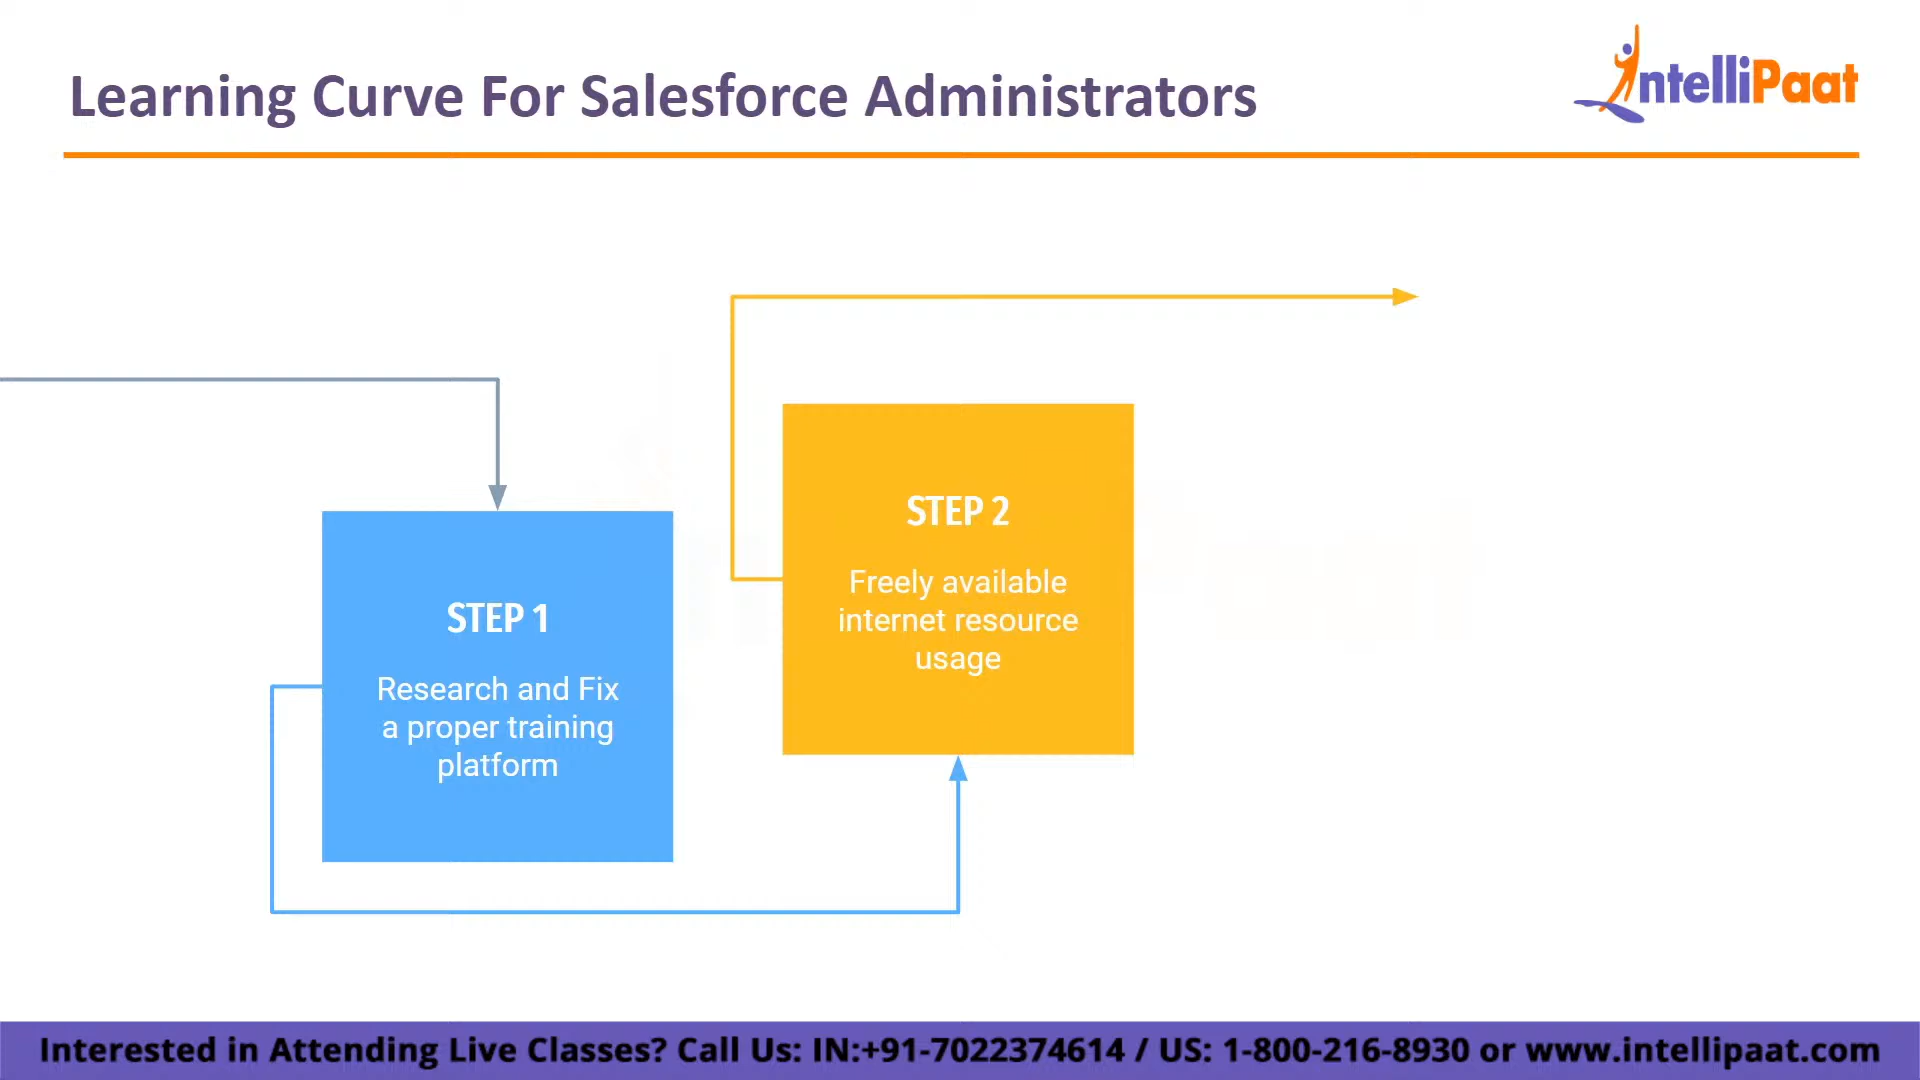 Learning Curve For Salesforce Administrators
IntelliPaat
STEP 1
Research and Fix
a proper training
platform
STEP 2
Freely available
internet resource
usage
Interested in Attending Live Classes? Call Us: IN:+91-7022374614 / US: 1-800-216-8930 or www.intellipaat.com